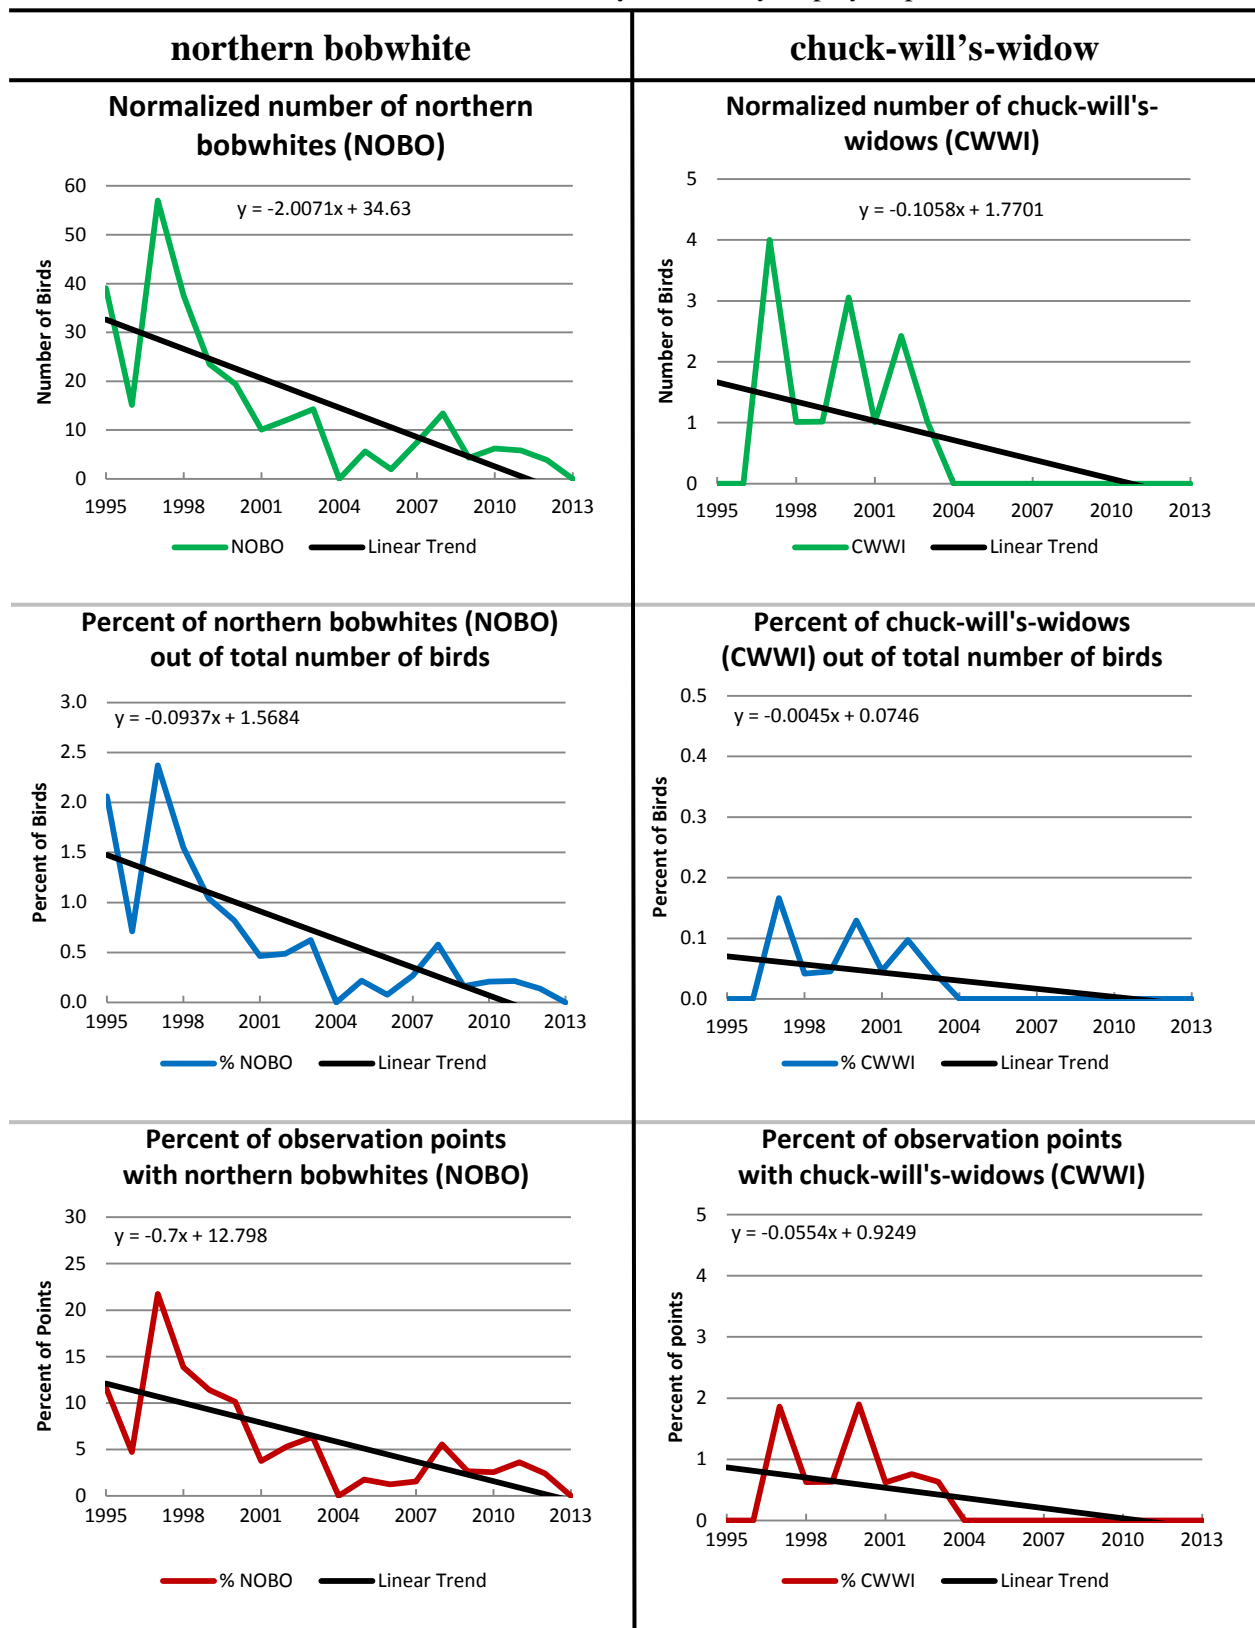 northern bobwhite
chuck-will's-widow
Normalized number of northern
bobwhites (NOBO)
60
50
40
30
20
10
0
Number of Birds
y = -2.0071x + 34.63
1995 1998 2001 2004 2007 2010 2013
NOBO Linear Trend
Normalized number of chuck-will's-
widows (CWWI)
5
4
3
2
1
0
Number of Birds
y = -0.1058x + 1.7701
1995 1998 2001 2004 2007 2010 2013
CWWI Linear Trend
Percent of northern bobwhites (NOBO)
out of total number of birds
3.0
2.5
2.0
1.5
1.0
0.5
0.0
Percent of Birds
y = -0.0937x + 1.5684
1995 1998 2001 2004 2007 2010 2013
% NOBO Linear Trend
Percent of chuck-will's-widows
(CWWI) out of total number of birds
0.5
0.4
0.3
0.2
0.1
0.0
Percent of Birds
y = -0.0045x + 0.0746
1995 1998 2001 2004 2007 2010 2013
% CWWI Linear Trend
Percent of observation points
with northern bobwhites (NOBO)
30
25
20
15
10
5
0
Percent of Points
y = -0.7x + 12.798
1995 1998 2001 2004 2007 2010 2013
% NOBO Linear Trend
Percent of observation points
with chuck-will's-widows (CWWI)
5
4
3
2
1
0
Percent of points
y = -0.0554x + 0.9249
1995 1998 2001 2004 2007 2010 2013
% CWWI Linear Trend